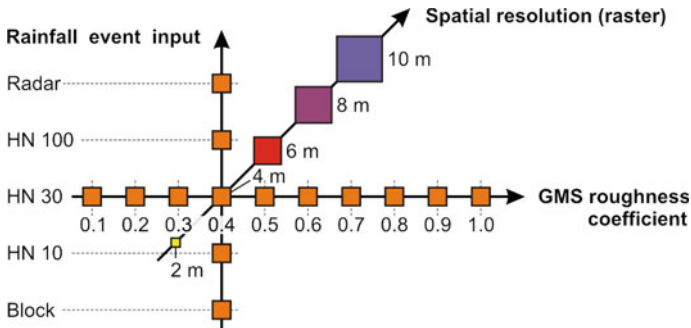 Spatial resolution (raster)
Rainfall event input
10 m
Radar
8 m
HN 100
6 m
4 m
HN 30
GMS roughness
coefficient
0.1 0.2 0.3 0.4 0.5 0.6 0.7 0.8 0.9 1.0
HN 10
2 m
Block